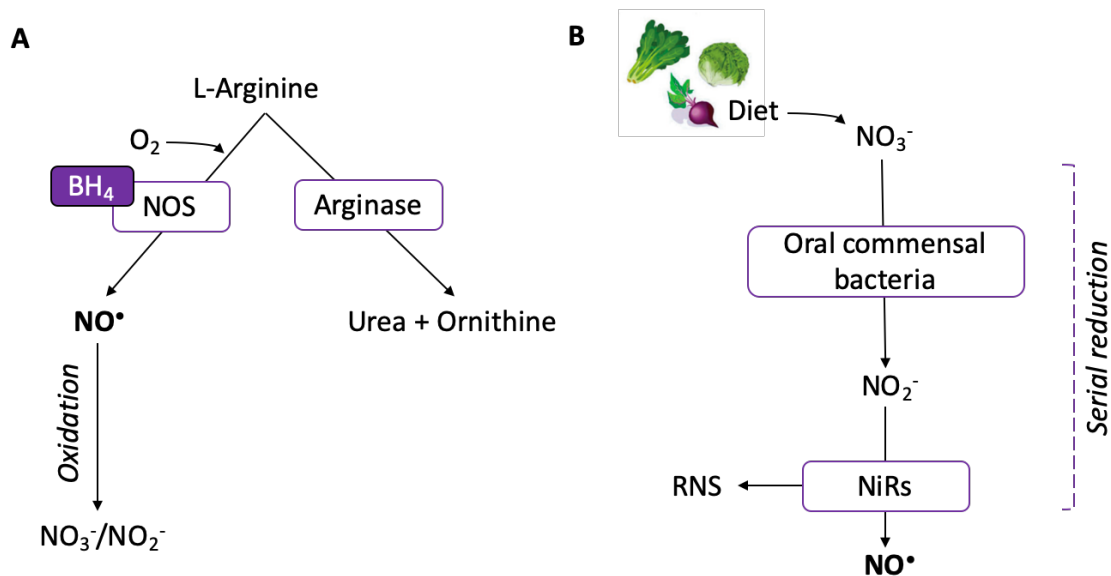 A
L-Arginine
O₂
BH₄
NOS
Arginase
NO•
Urea + Ornithine
Oxidation
NO₃⁻/NO₂⁻
B
Diet
NO₃⁻
Oral commensal
bacteria
NO₂⁻
Serial reduction
RNS
NiRs
NO•